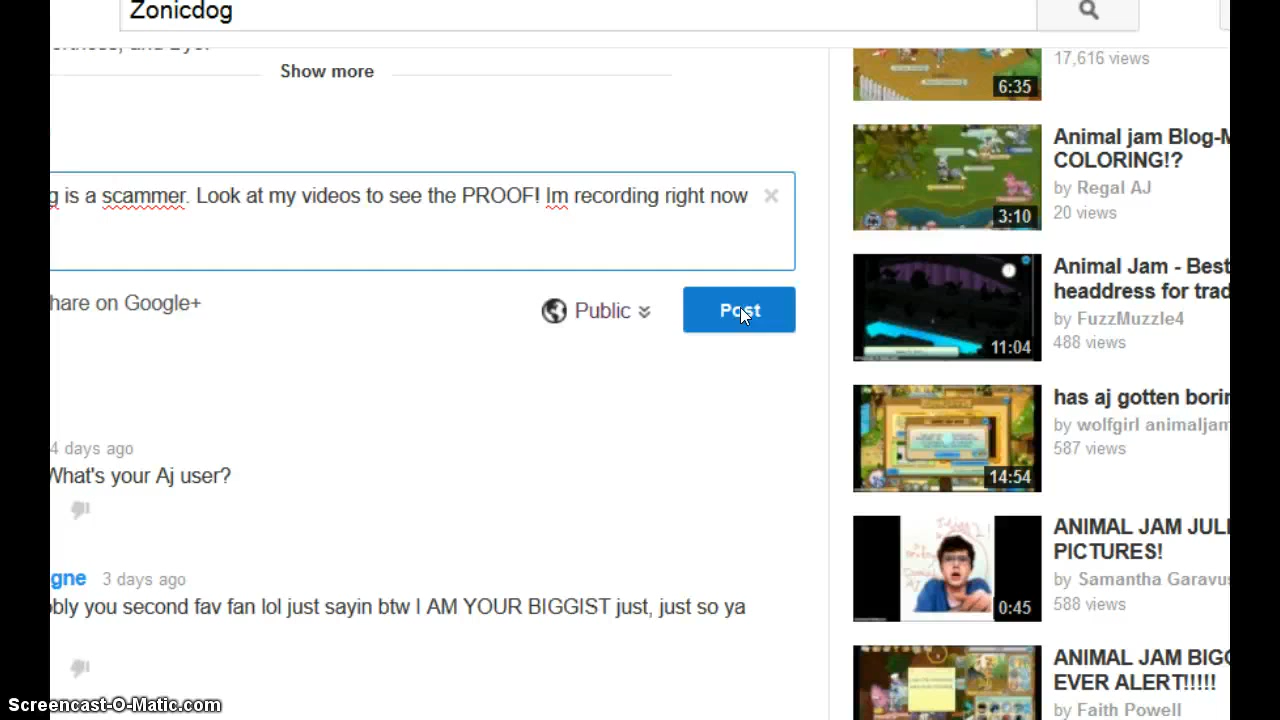 Zonicdog
Show more
g is a scammer. Look at my videos to see the PROOF! Im recording right now
hare on Google+
Public
Post
4 days ago
What's your Aj user?
gne 3 days ago
bly you second fav fan lol just sayin btw I AM YOUR BIGGIST just, just so ya
17,616 views
6:35
Animal jam Blog-M
COLORING!?
by Regal AJ
20 views
3:10
Animal Jam - Best
headdress for trad
by FuzzMuzzle4
488 views
11:04
has aj gotten borin
by wolfgirl animaljam
587 views
14:54
ANIMAL JAM JULI
PICTURES!
by Samantha Garavus
588 views
0:45
ANIMAL JAM BIGG
EVER ALERT!!!!!
by Faith Powell
Screencast-O-Matic.com